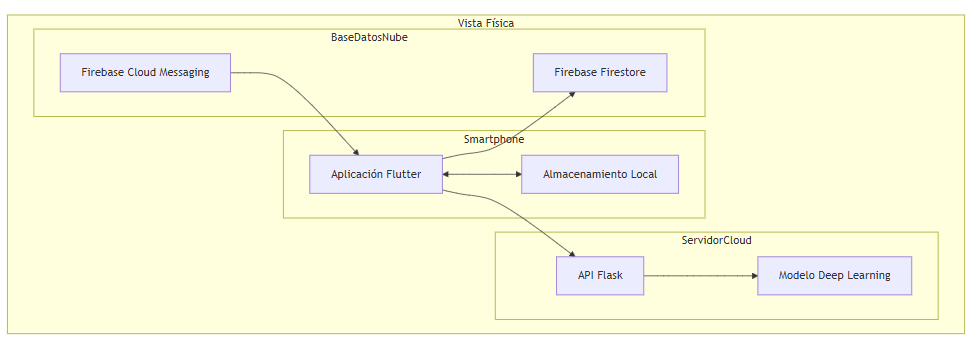 Vista Física
BaseDatosNube
Firebase Cloud Messaging
Firebase Firestore
Smartphone
Aplicación Flutter
Almacenamiento Local
ServidorCloud
API Flask
Modelo Deep Learning